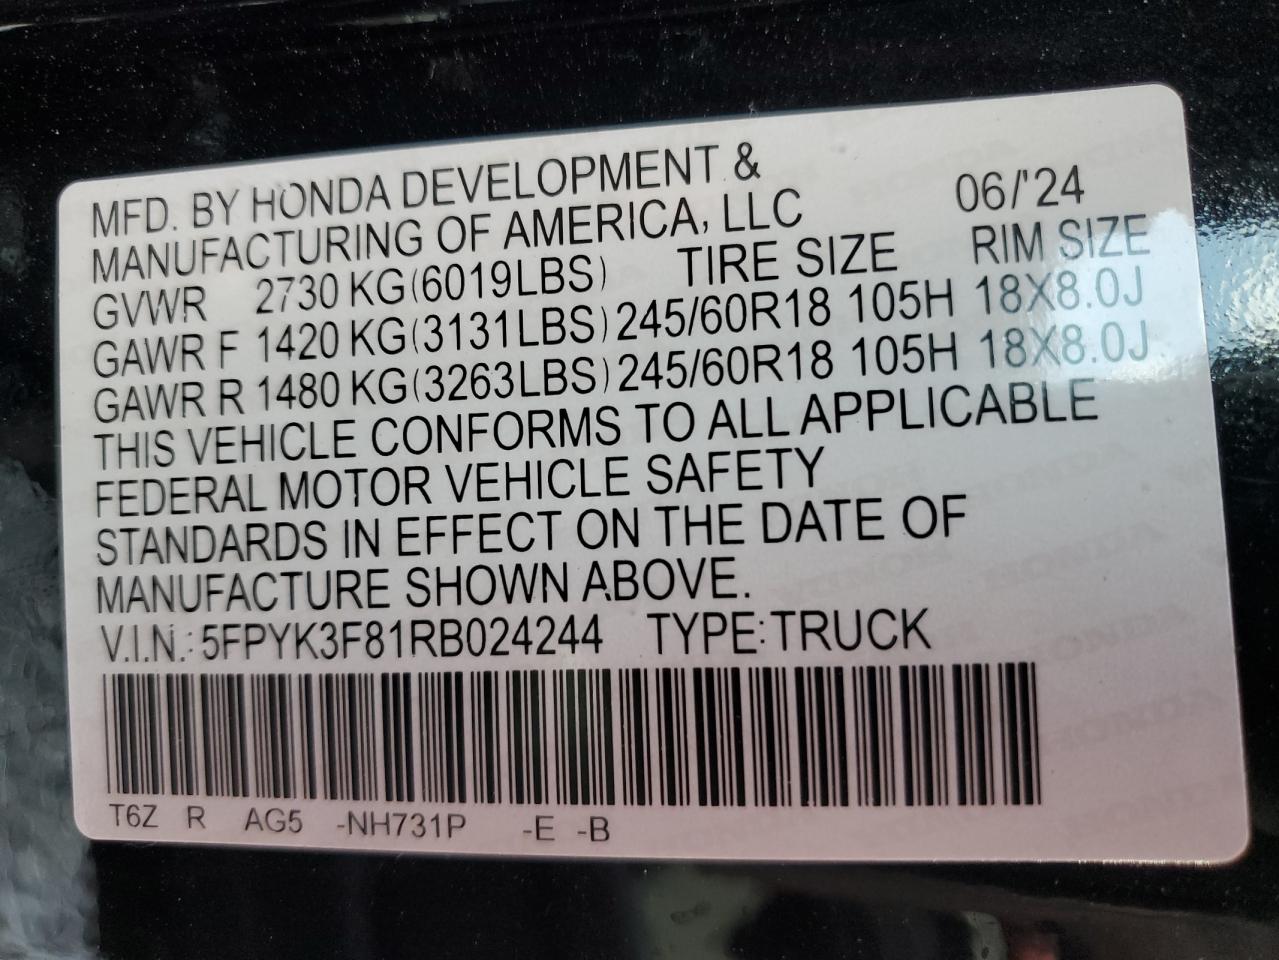 MFD. BY HONDA DEVELOPMENT &
MANUFACTURING OF AMERICA, LLC 06/'24
GVWR 2730 KG(6019LBS) TIRE SIZE RIM SIZE
GAWR F 1420 KG(3131LBS) 245/60R18 105H 18X8.0J
GAWR R 1480 KG(3263LBS) 245/60R18 105H 18X8.0J
THIS VEHICLE CONFORMS TO ALL APPLICABLE
FEDERAL MOTOR VEHICLE SAFETY
STANDARDS IN EFFECT ON THE DATE OF
MANUFACTURE SHOWN ABOVE.
V.I.N.: 5FPYK3F81RB024244 TYPE: TRUCK
T6Z R AG5 -NH731P -E -B